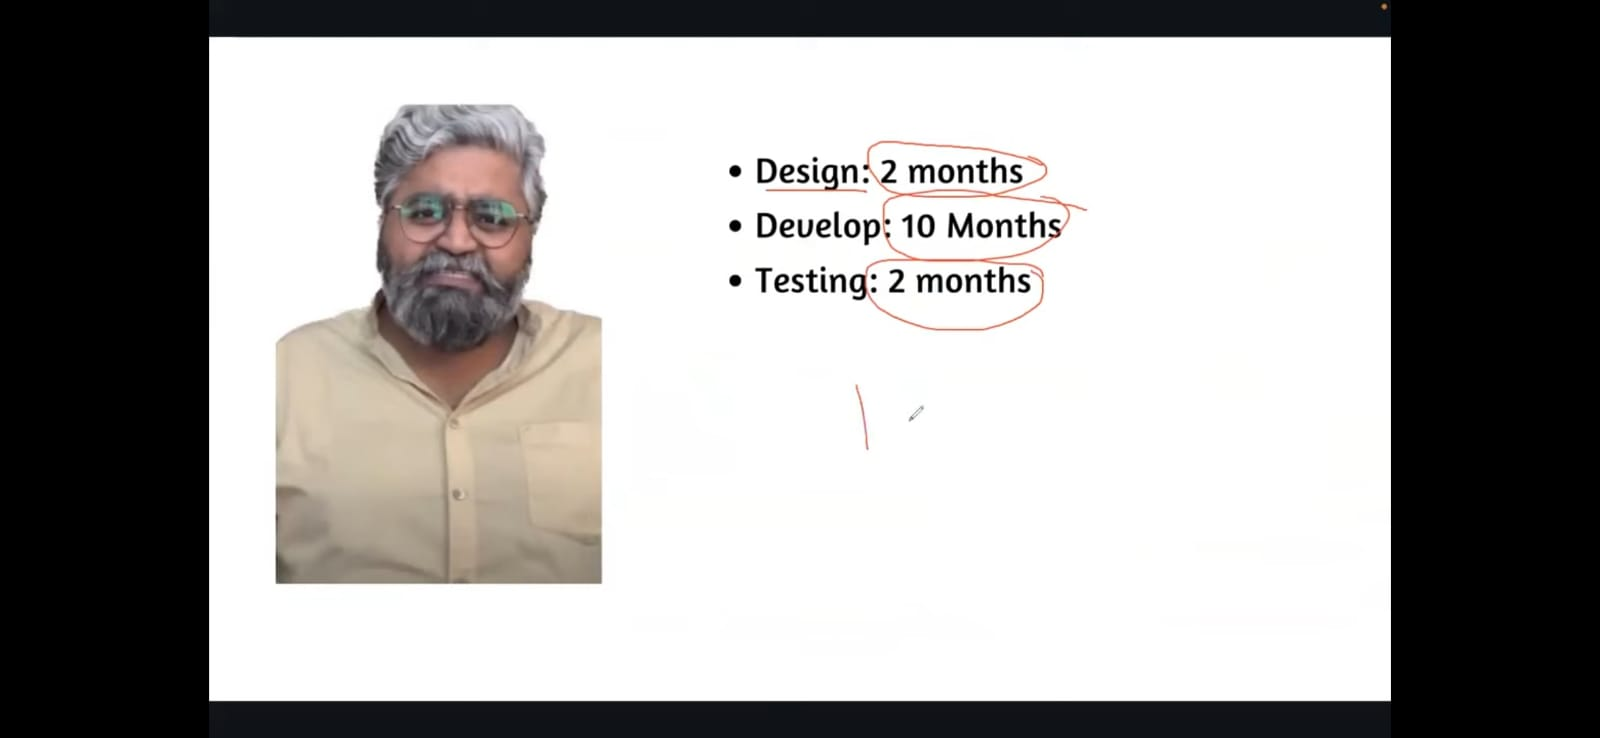 • Design: 2 months
• Develop: 10 Months
• Testing: 2 months